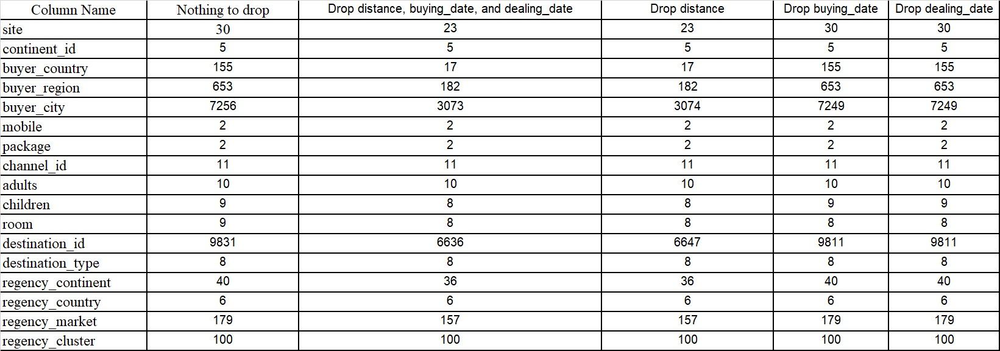 Column Name Nothing to drop Drop distance, buying_date, and dealing_date Drop distance Drop buying_date Drop dealing_date
site 30 23 23 30 30
continent_id 5 5 5 5 5
buyer_country 155 17 17 155 155
buyer_region 653 182 182 653 653
buyer_city 7256 3073 3074 7249 7249
mobile 2 2 2 2 2
package 2 2 2 2 2
channel_id 11 11 11 11 11
adults 10 10 10 10 10
children 9 8 8 9 9
room 9 8 8 8 8
destination_id 9831 6636 6647 9811 9811
destination_type 8 8 8 8 8
regency_continent 40 36 36 40 40
regency_country 6 6 6 6 6
regency_market 179 157 157 179 179
regency_cluster 100 100 100 100 100